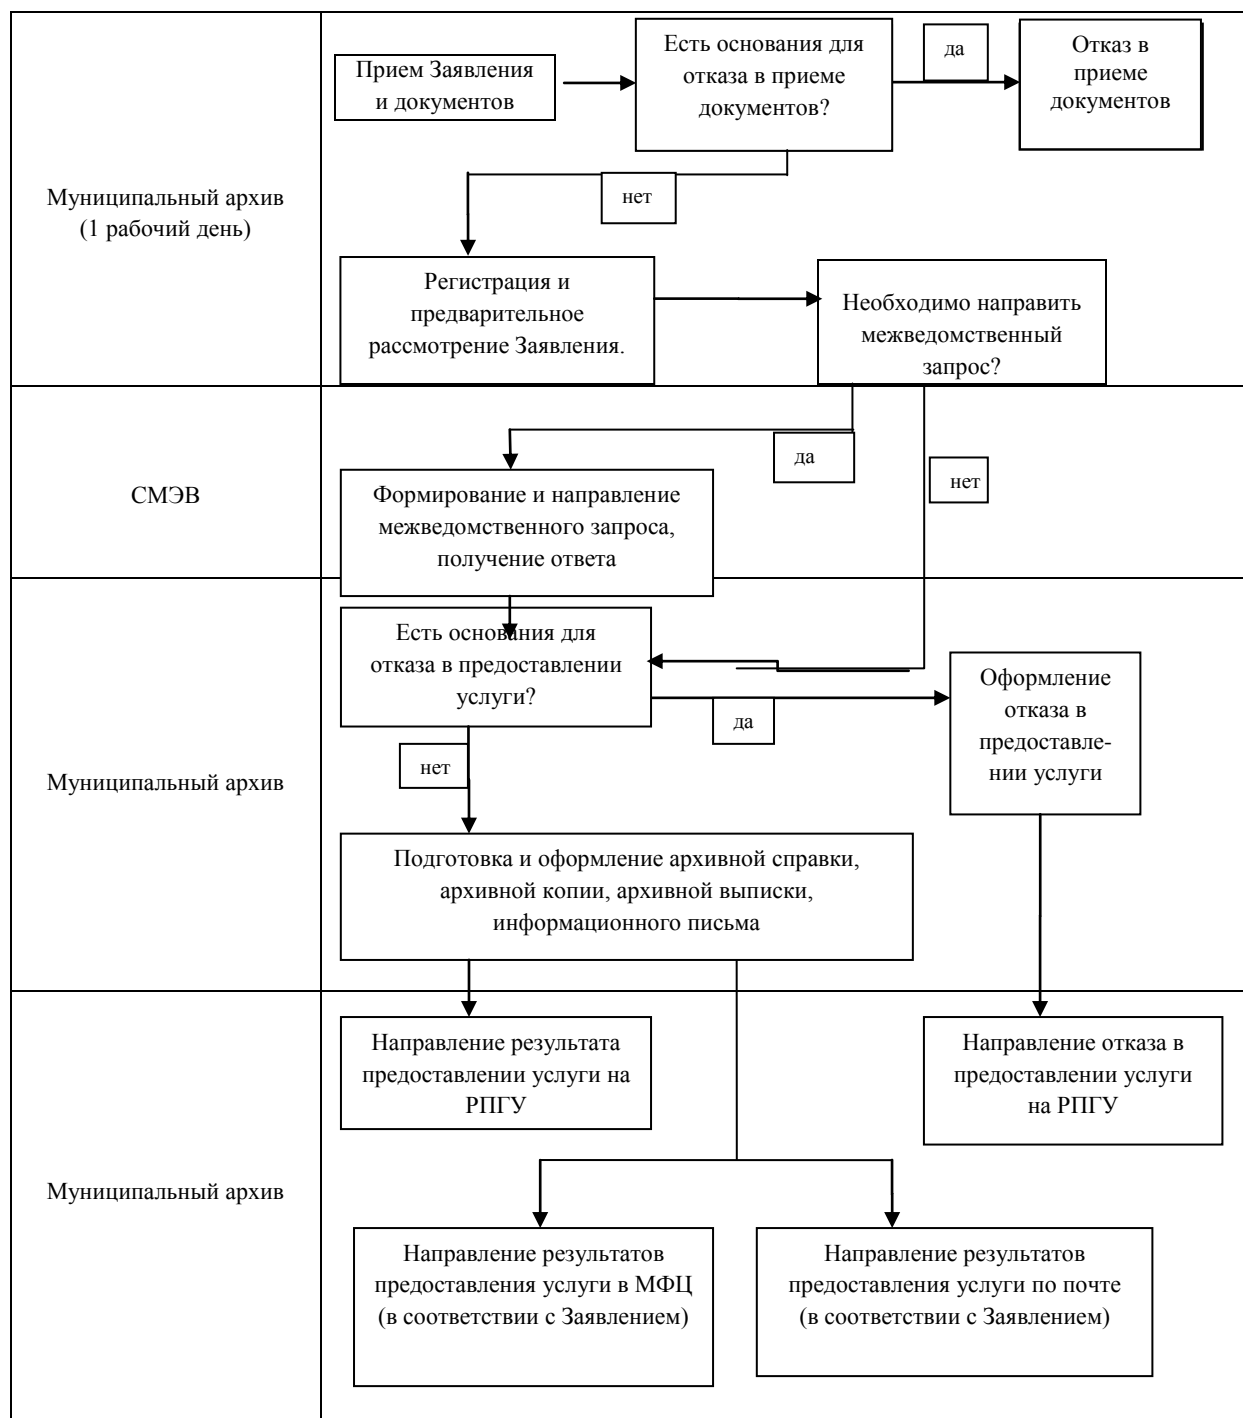 Прием Заявления
и документов
Есть основания для
отказа в приеме
документов?
да
Отказ в
приеме
документов
Муниципальный архив
(1 рабочий день)
нет
Регистрация и
предварительное
рассмотрение Заявления.
Необходимо направить
межведомственный
запрос?
СМЭВ
да
нет
Формирование и направление
межведомственного запроса,
получение ответа
Муниципальный архив
Есть основания для
отказа в предоставлении
услуги?
да
Оформление
отказа в
предоставле-
нии услуги
нет
Подготовка и оформление архивной справки,
архивной копии, архивной выписки,
информационного письма
Муниципальный архив
Направление результата
предоставлении услуги на
РПГУ
Направление отказа в
предоставлении услуги
на РПГУ
Направление результатов
предоставления услуги в МФЦ
(в соответствии с Заявлением)
Направление результатов
предоставления услуги по почте
(в соответствии с Заявлением)